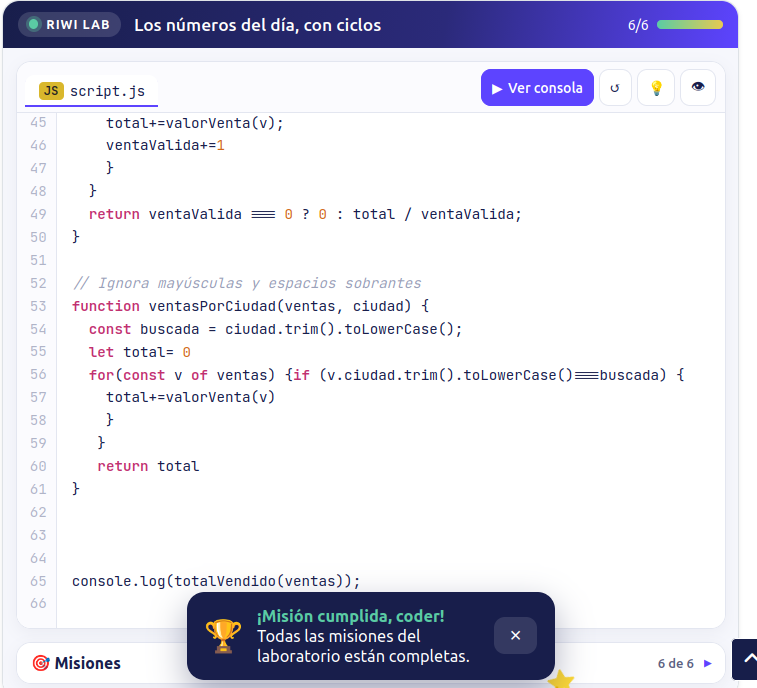 RIWI LAB Los números del día, con ciclos 6/6
JS script.js ▶ Ver consola
45 total+=valorVenta(v);
46 ventaValida+=1
47 }
48 }
49 return ventaValida === 0 ? 0 : total / ventaValida;
50 }
51
52 // Ignora mayúsculas y espacios sobrantes
53 function ventasPorCiudad(ventas, ciudad) {
54 const buscada = ciudad.trim().toLowerCase();
55 let total= 0
56 for(const v of ventas) {if (v.ciudad.trim().toLowerCase()===buscada) {
57 total+=valorVenta(v)
58 }
59 }
60 return total
61 }
62
63
64
65 console.log(totalVendido(ventas));
66
¡Misión cumplida, coder!
Todas las misiones del
laboratorio están completas.
Misiones 6 de 6 ▶